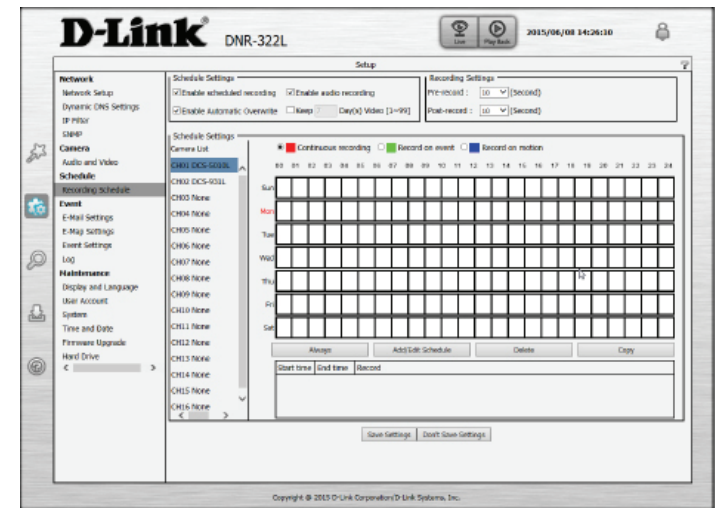 D-Link® DNR-322L
Live
Play Back
2015/06/08 14:26:10
Setup
?
Network
Network Setup
Dynamic DNS Settings
IP Filter
SNMP
Camera
Audio and Video
Schedule
Recording Schedule
Event
E-Mail Settings
E-Map Settings
Event Settings
Log
Maintenance
Display and Language
User Account
System
Time and Date
Firmware Upgrade
Hard Drive
Schedule Settings
Enable scheduled recording Enable audio recording
Enable Automatic Overwrite Keep Day(s) Video [1~99]
Recording Settings
Pre-record : 10 (Second)
Post-record : 10 (Second)
Schedule Settings
Camera List
CH01 DCS-5010L
CH02 DCS-931L
CH03 None
CH04 None
CH05 None
CH06 None
CH07 None
CH08 None
CH09 None
CH10 None
CH11 None
CH12 None
CH13 None
CH14 None
CH15 None
CH16 None
Continuous recording Record on event Record on motion
00 01 02 03 04 05 06 07 08 09 10 11 12 13 14 15 16 17 18 19 20 21 22 23 24
Sun
Mon
Tue
Wed
Thu
Fri
Sat
Always Add/Edit Schedule Delete Copy
Start time End time Record
Save Settings Don't Save Settings
Copyright @ 2015 D-Link Corporation/D-Link Systems, Inc.